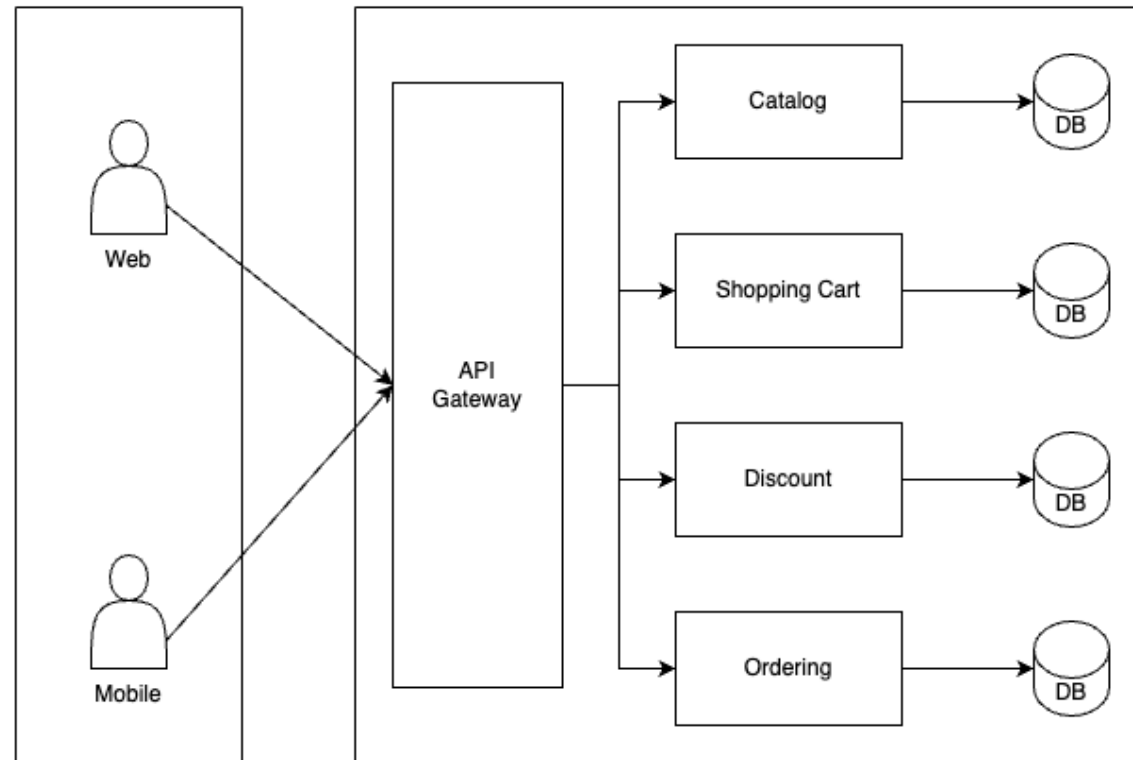 Web
Mobile
API
Gateway
Catalog
DB
Shopping Cart
DB
Discount
DB
Ordering
DB